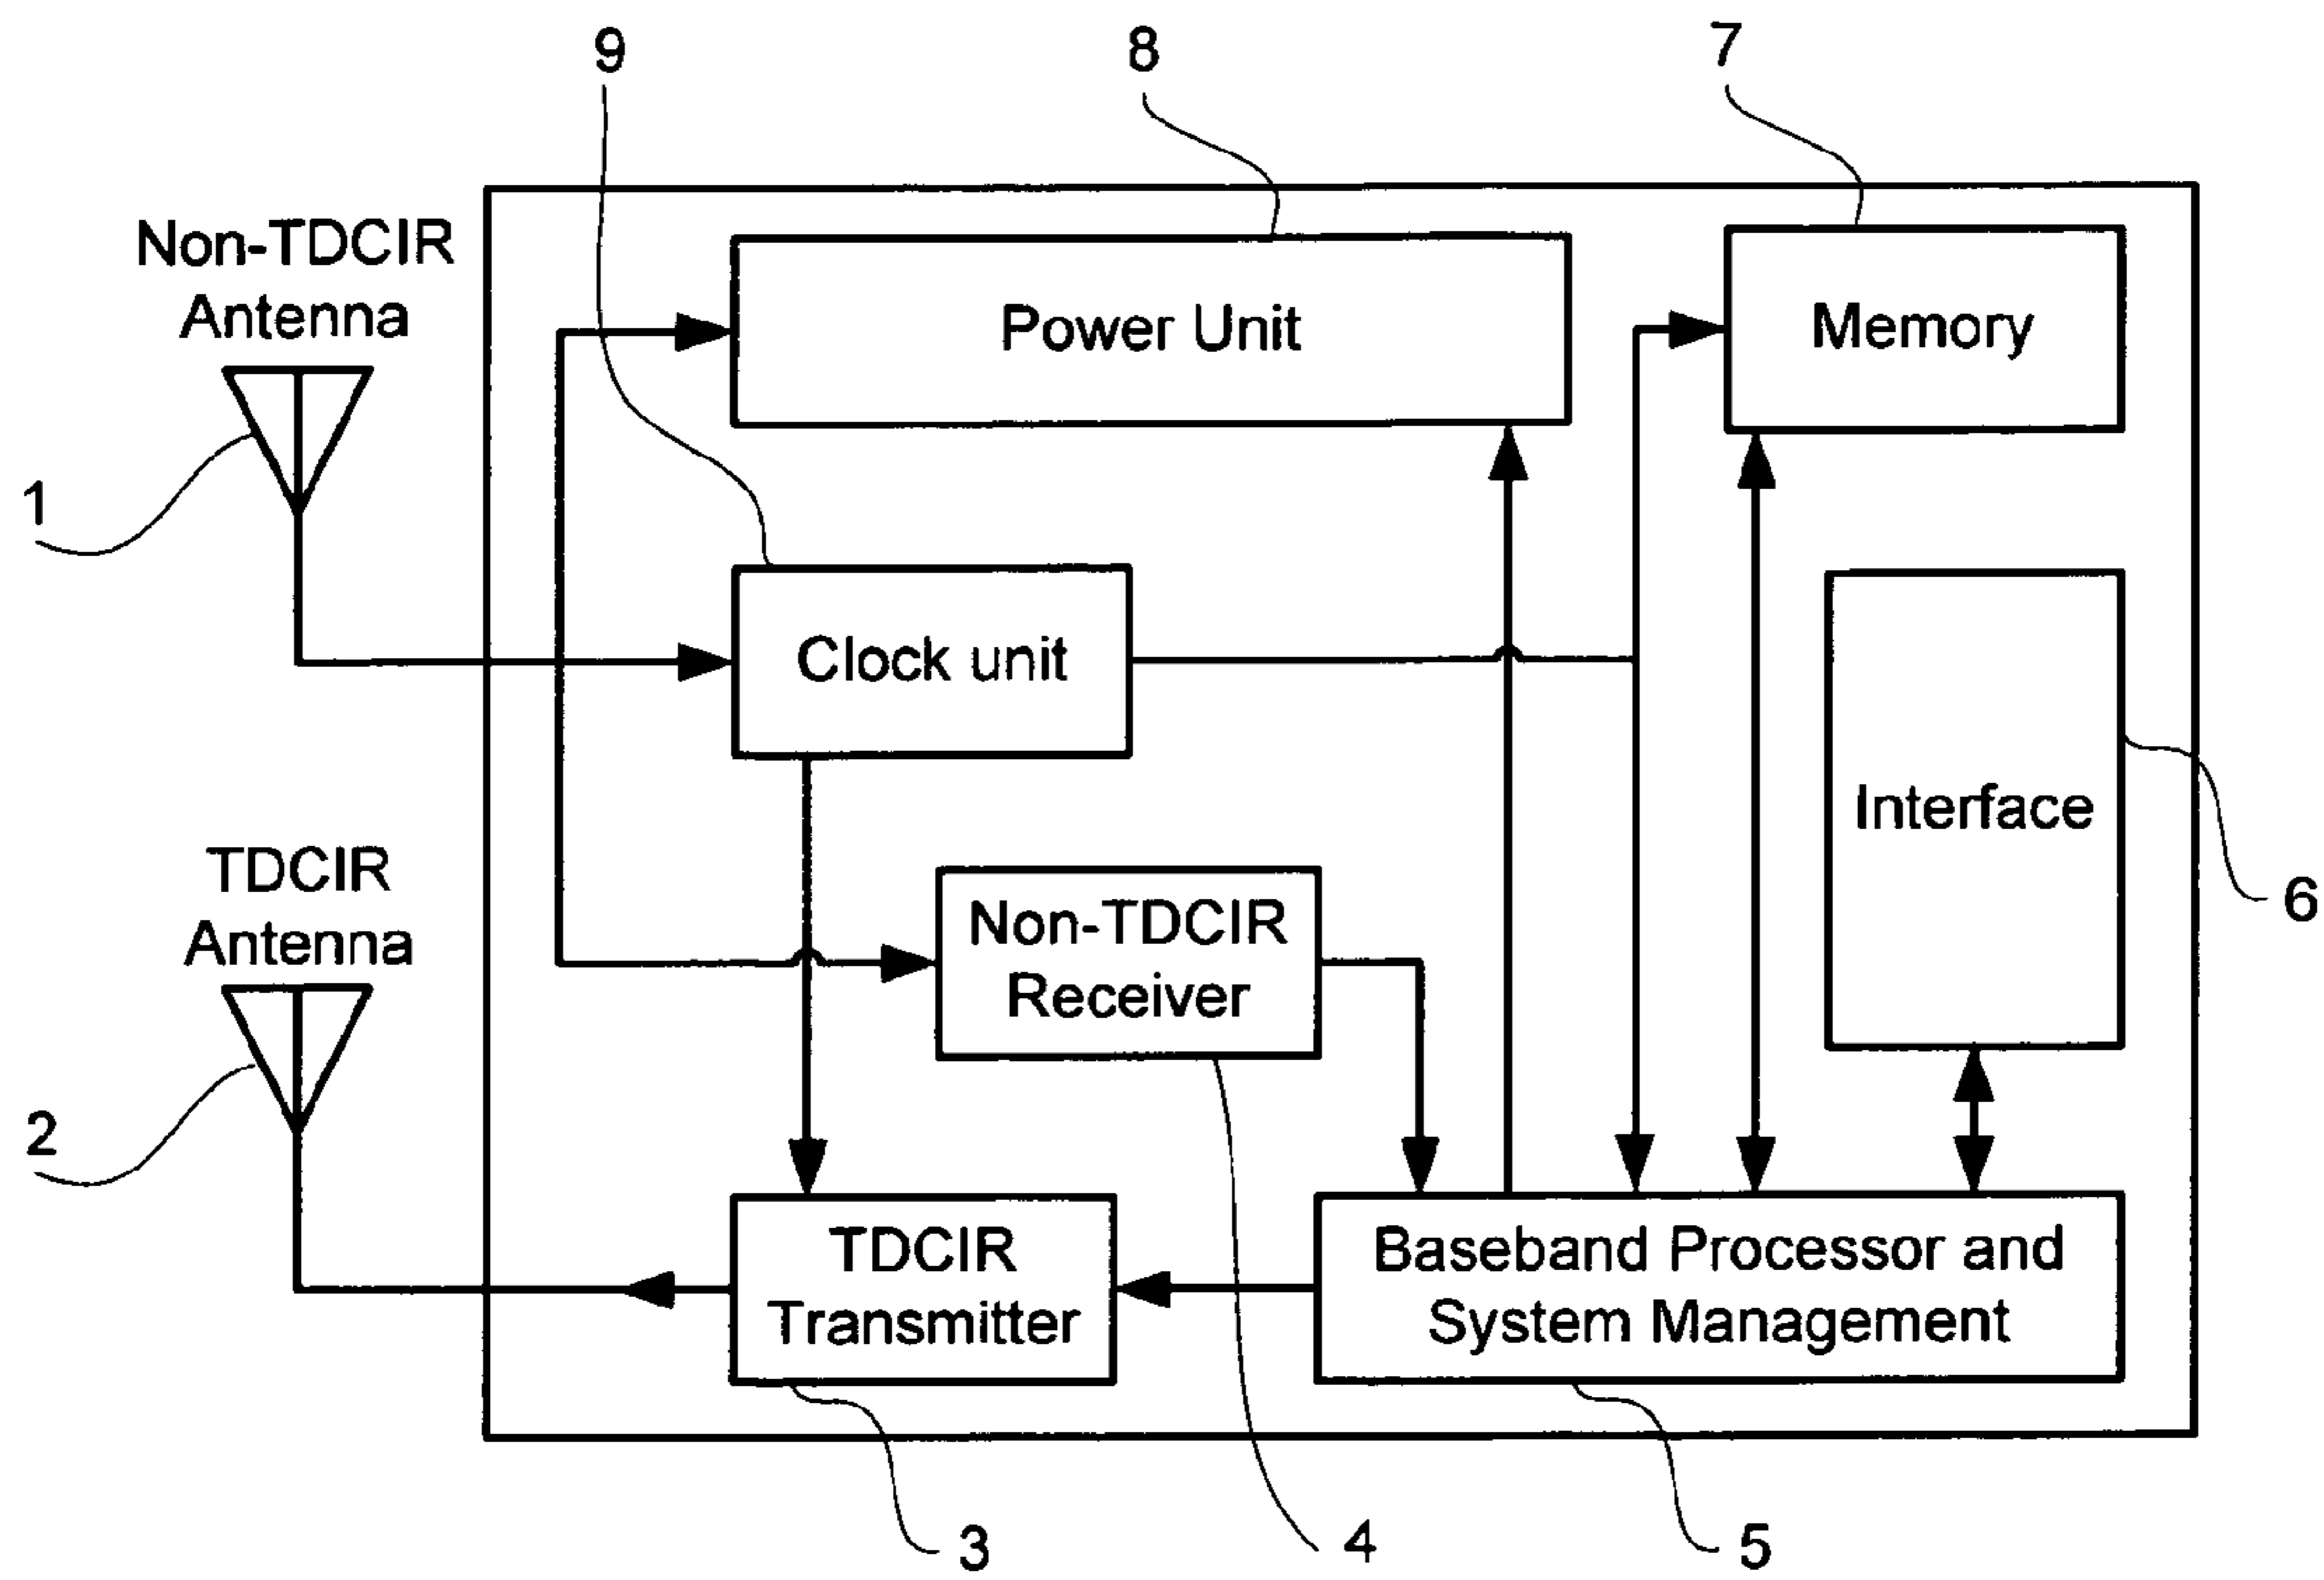 9
8
7
Non-TDCIR
Antenna
Power Unit
Memory
1
Clock unit
Interface
TDCIR
Antenna
Non-TDCIR
Receiver
6
2
TDCIR
Transmitter
Baseband Processor and
System Management
3
4
5